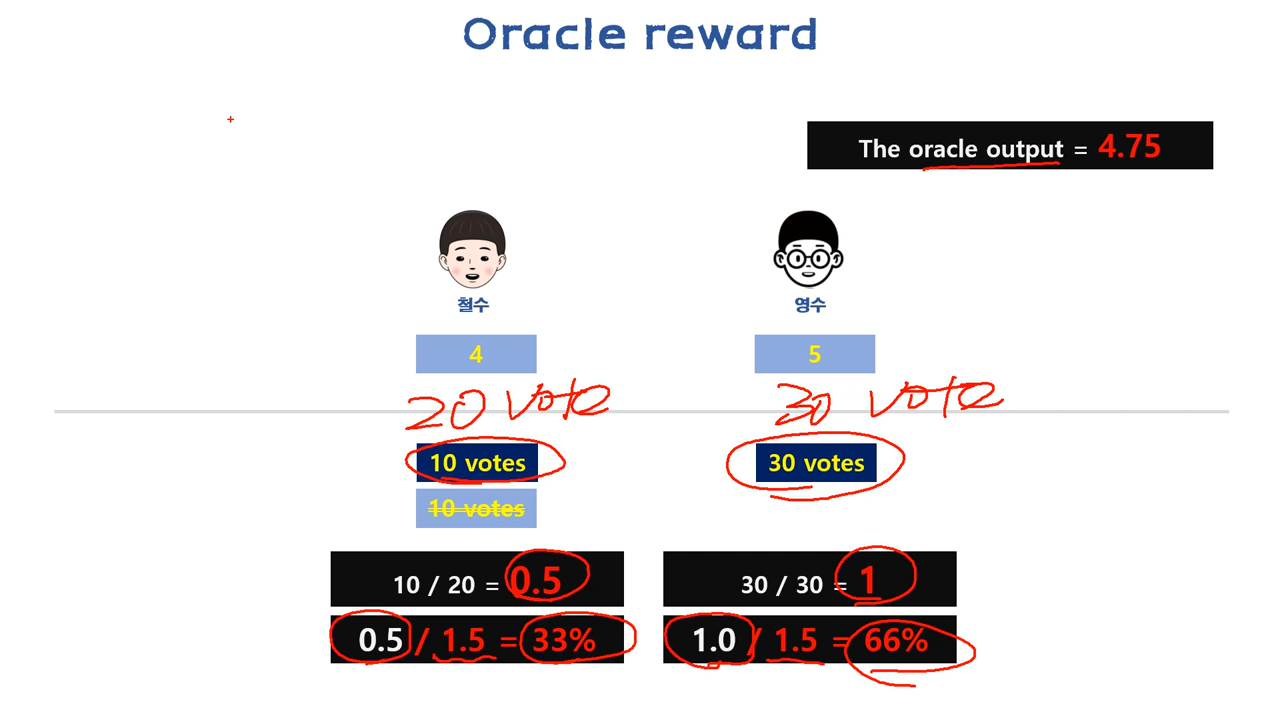 Oracle reward
The oracle output = 4.75
철수
영수
4
5
20 vote
30 vote
10 votes
30 votes
10 votes
10 / 20 = 0.5
30 / 30 = 1
0.5 / 1.5 = 33%
1.0 / 1.5 = 66%